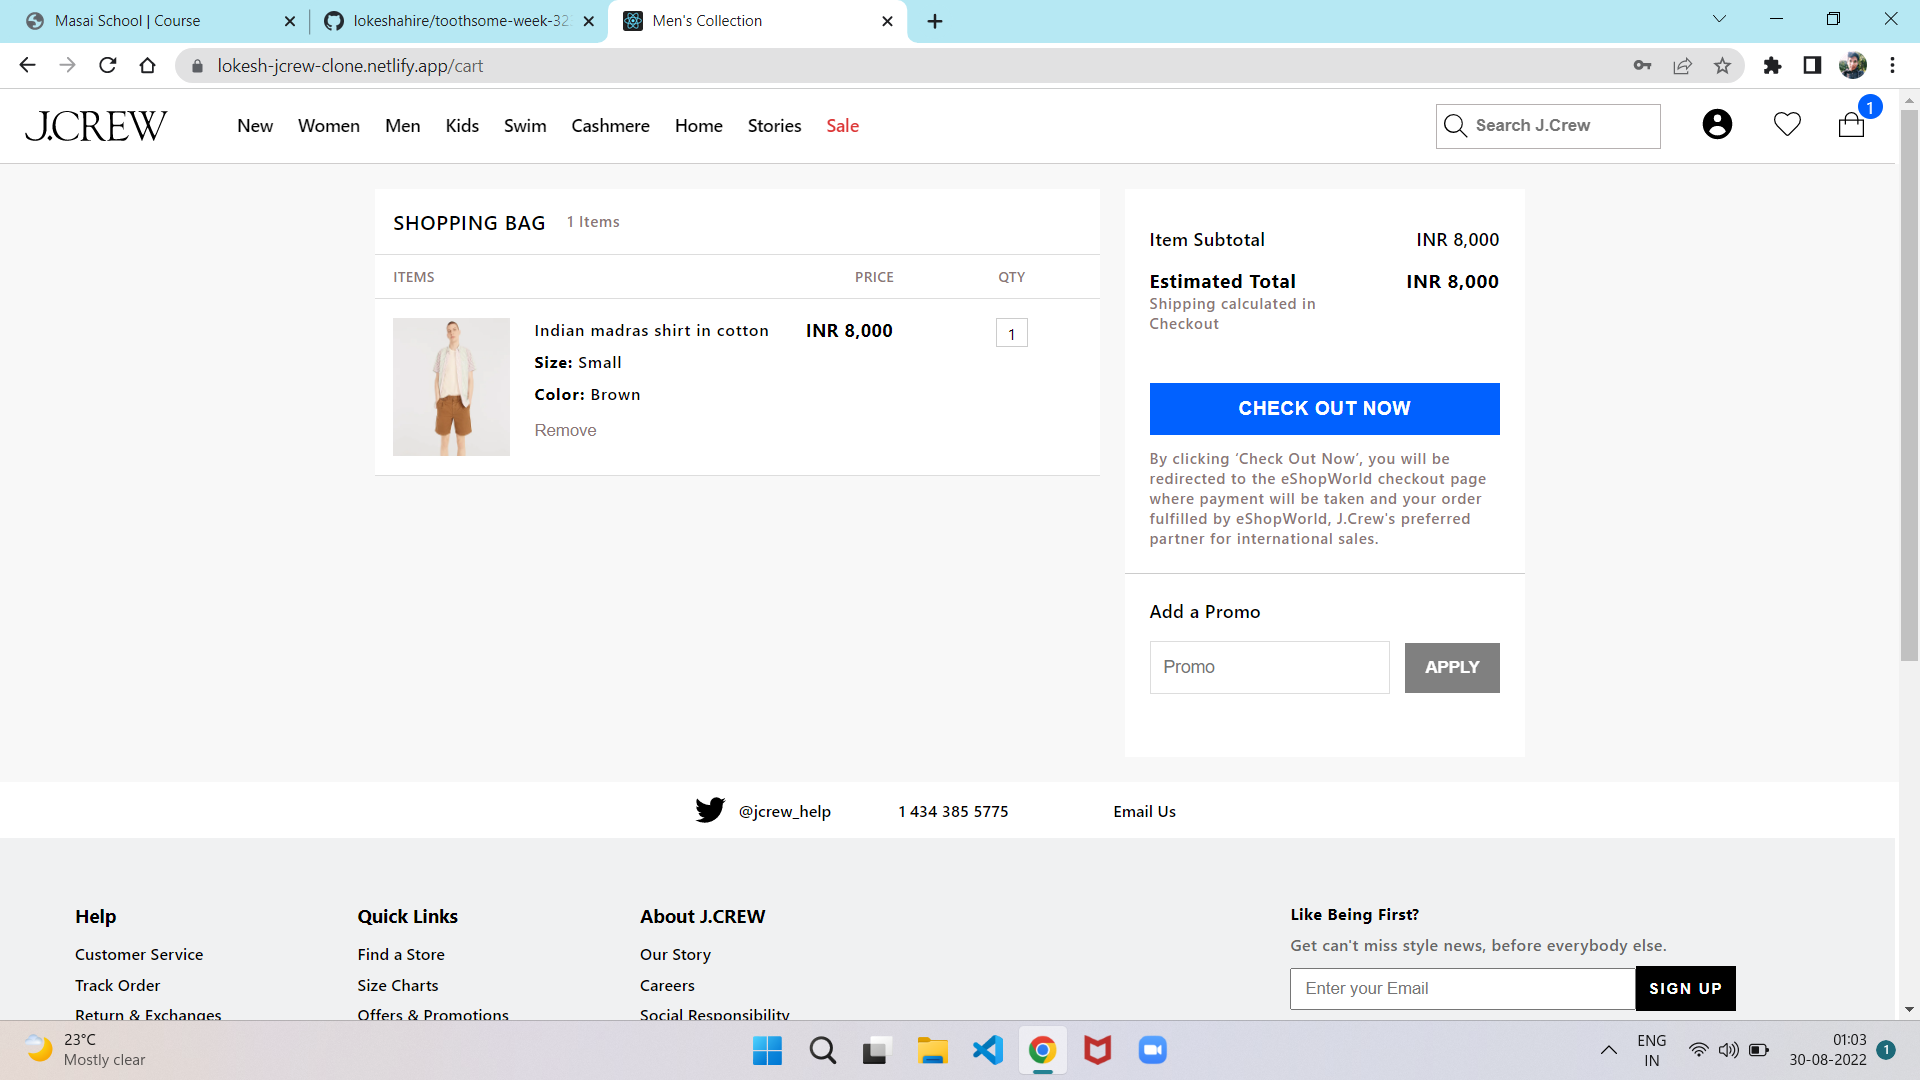 Masai School | Course
lokeshahire/toothsome-week-32
Men's Collection
lokesh-jcrew-clone.netlify.app/cart
J.CREW
New Women Men Kids Swim Cashmere Home Stories Sale
Search J.Crew
1
SHOPPING BAG 1 Items
ITEMS PRICE QTY
Indian madras shirt in cotton INR 8,000 1
Size: Small
Color: Brown
Remove
Item Subtotal INR 8,000
Estimated Total INR 8,000
Shipping calculated in
Checkout
CHECK OUT NOW
By clicking ‘Check Out Now’, you will be
redirected to the eShopWorld checkout page
where payment will be taken and your order
fulfilled by eShopWorld, J.Crew's preferred
partner for international sales.
Add a Promo
Promo
APPLY
@jcrew_help 1 434 385 5775 Email Us
Help
Customer Service
Track Order
Return & Exchanges
Quick Links
Find a Store
Size Charts
Offers & Promotions
About J.CREW
Our Story
Careers
Social Responsibility
Like Being First?
Get can't miss style news, before everybody else.
Enter your Email
SIGN UP
23°C
Mostly clear
ENG
IN
01:03
30-08-2022
1